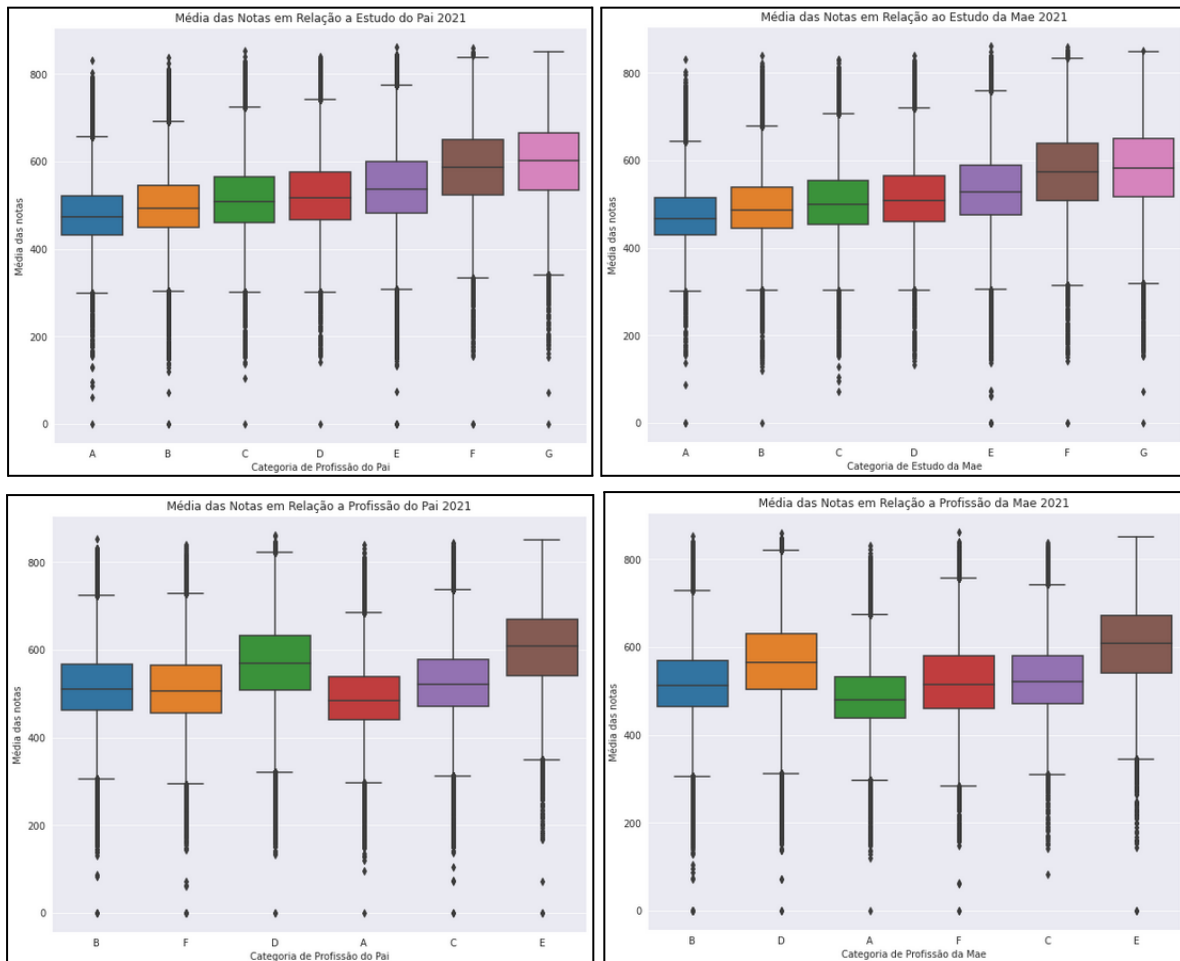 Média das Notas em Relação a Estudo do Pai 2021
Média das notas
800
600
400
200
0
A B C D E F G
Categoria de Profissão do Pai
Média das Notas em Relação ao Estudo da Mae 2021
Média das notas
800
600
400
200
0
A B C D E F G
Categoria de Estudo da Mae
Média das Notas em Relação a Profissão do Pai 2021
Média das notas
800
600
400
200
0
B F D A C E
Categoria de Profissão do Pai
Média das Notas em Relação a Profissão da Mae 2021
Média das notas
800
600
400
200
0
B D A F C E
Categoria de Profissão da Mae